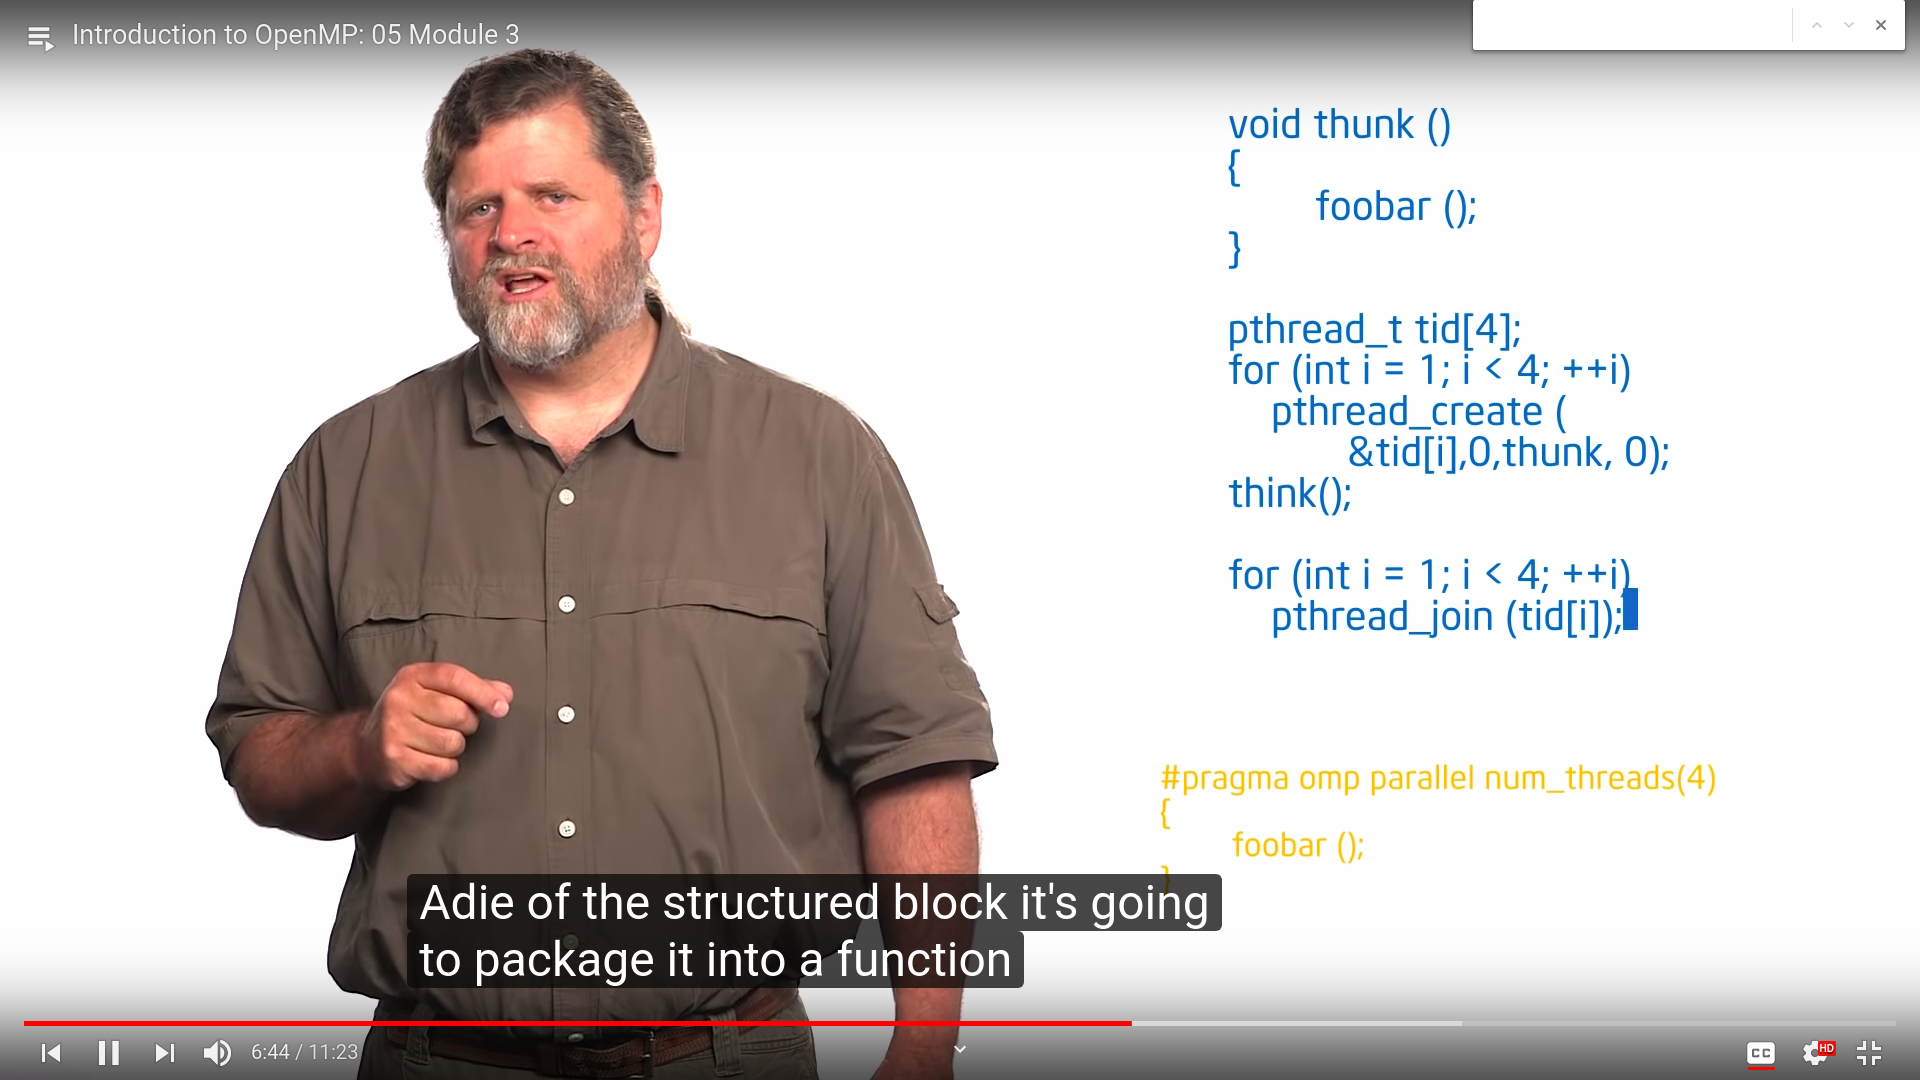 Introduction to OpenMP: 05 Module 3
void thunk ()
{
foobar ();
}
pthread_t tid[4];
for (int i = 1; i < 4; ++i)
pthread_create (
&tid[i],0,thunk, 0);
think();
for (int i = 1; i < 4; ++i)
pthread_join (tid[i]);
#pragma omp parallel num_threads(4)
{
foobar ();
}
Adie of the structured block it's going
to package it into a function
6:44 / 11:23
CC
HD